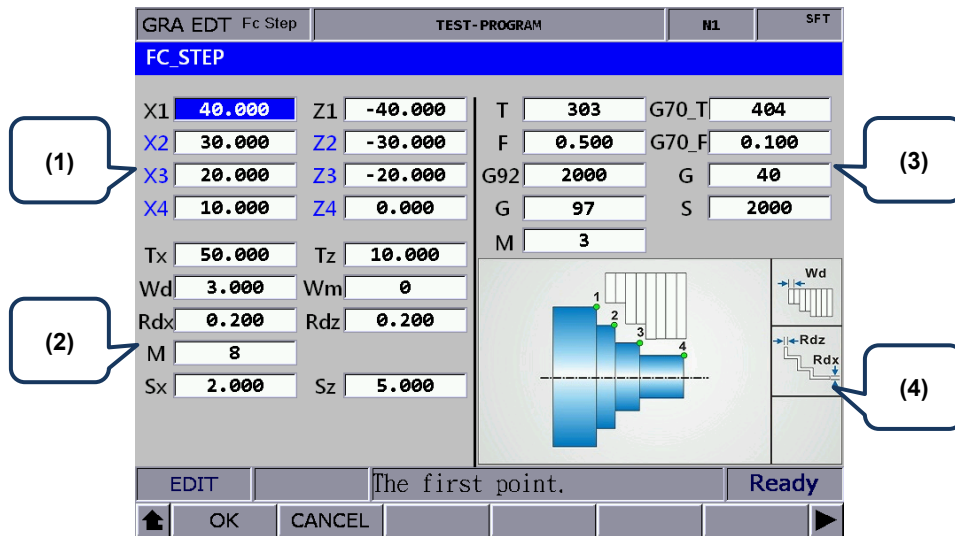 GRA EDT Fc Step TEST-PROGRAM N1 SFT
FC_STEP
X1 40.000 Z1 -40.000 T 303 G70_T 404
X2 30.000 Z2 -30.000 F 0.500 G70_F 0.100
X3 20.000 Z3 -20.000 G92 2000 G 40
X4 10.000 Z4 0.000 G 97 S 2000
M 3
Tx 50.000 Tz 10.000
Wd 3.000 Wm 0
Rdx 0.200 Rdz 0.200
M 8
Sx 2.000 Sz 5.000
(1)
(2)
(3)
(4)
1
2
3
4
Wd
Rdz
Rdx
EDIT The first point. Ready
OK CANCEL